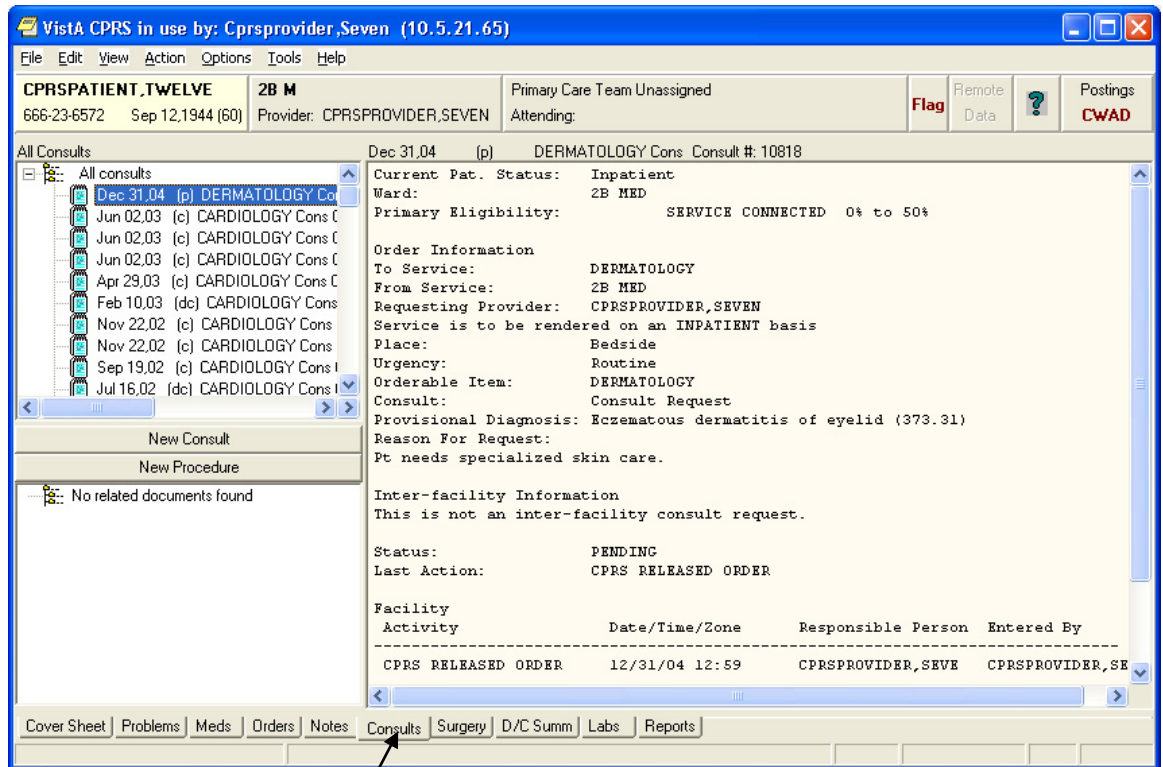 VistA CPRS in use by: Cprsprovider,Seven (10.5.21.65)
File Edit View Action Options Tools Help
CPRSPATIENT,TWELVE 2B M Primary Care Team Unassigned Flag Remote Data ? Postings
666-23-6572 Sep 12,1944 (60) Provider: CPRSPROVIDER,SEVEN Attending: CWAD
All Consults Dec 31,04 (p) DERMATOLOGY Cons Consult #: 10818
All consults
Dec 31,04 (p) DERMATOLOGY Co
Jun 02,03 (c) CARDIOLOGY Cons
Jun 02,03 (c) CARDIOLOGY Cons
Jun 02,03 (c) CARDIOLOGY Cons
Apr 29,03 (c) CARDIOLOGY Cons
Feb 10,03 (dc) CARDIOLOGY Cons
Nov 22,02 (c) CARDIOLOGY Cons
Nov 22,02 (c) CARDIOLOGY Cons
Sep 19,02 (c) CARDIOLOGY Cons
Jul 16,02 (dc) CARDIOLOGY Cons
New Consult
New Procedure
No related documents found
Current Pat. Status: Inpatient
Ward: 2B MED
Primary Eligibility: SERVICE CONNECTED 0% to 50%
Order Information
To Service: DERMATOLOGY
From Service: 2B MED
Requesting Provider: CPRSPROVIDER,SEVEN
Service is to be rendered on an INPATIENT basis
Place: Bedside
Urgency: Routine
Orderable Item: DERMATOLOGY
Consult: Consult Request
Provisional Diagnosis: Eczematous dermatitis of eyelid (373.31)
Reason For Request:
Pt needs specialized skin care.
Inter-facility Information
This is not an inter-facility consult request.
Status: PENDING
Last Action: CPRS RELEASED ORDER
Facility
Activity Date/Time/Zone Responsible Person Entered By
CPRS RELEASED ORDER 12/31/04 12:59 CPRSPROVIDER,SEVE CPRSPROVIDER,SE
Cover Sheet Problems Meds Orders Notes Consults Surgery D/C Summ Labs Reports